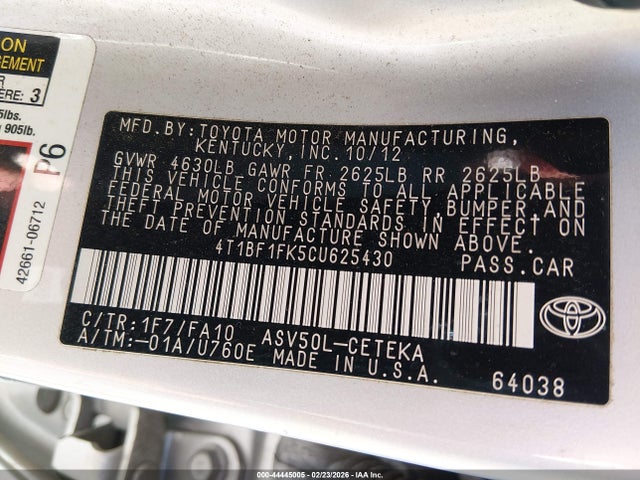 ON
GEMENT
R
ERE: 3
5lbs.
905lb.
P6
42661-06712
MFD.BY:TOYOTA MOTOR MANUFACTURING,
KENTUCKY, INC. 10/12
GVWR 4630LB GAWR FR 2625LB RR 2625LB
THIS VEHICLE CONFORMS TO ALL APPLICABLE
FEDERAL MOTOR VEHICLE SAFETY,BUMPER,AND
THEFT PREVENTION STANDARDS IN EFFECT ON
THE DATE OF MANUFACTURE SHOWN ABOVE.
4T1BF1FK5CU625430 PASS.CAR
C/TR:1F7/FA10 ASV50L-CETEKA
A/TM:-01A/U760E MADE IN U.S.A.
64038
000-44445005 - 02/23/2026 - IAA Inc.